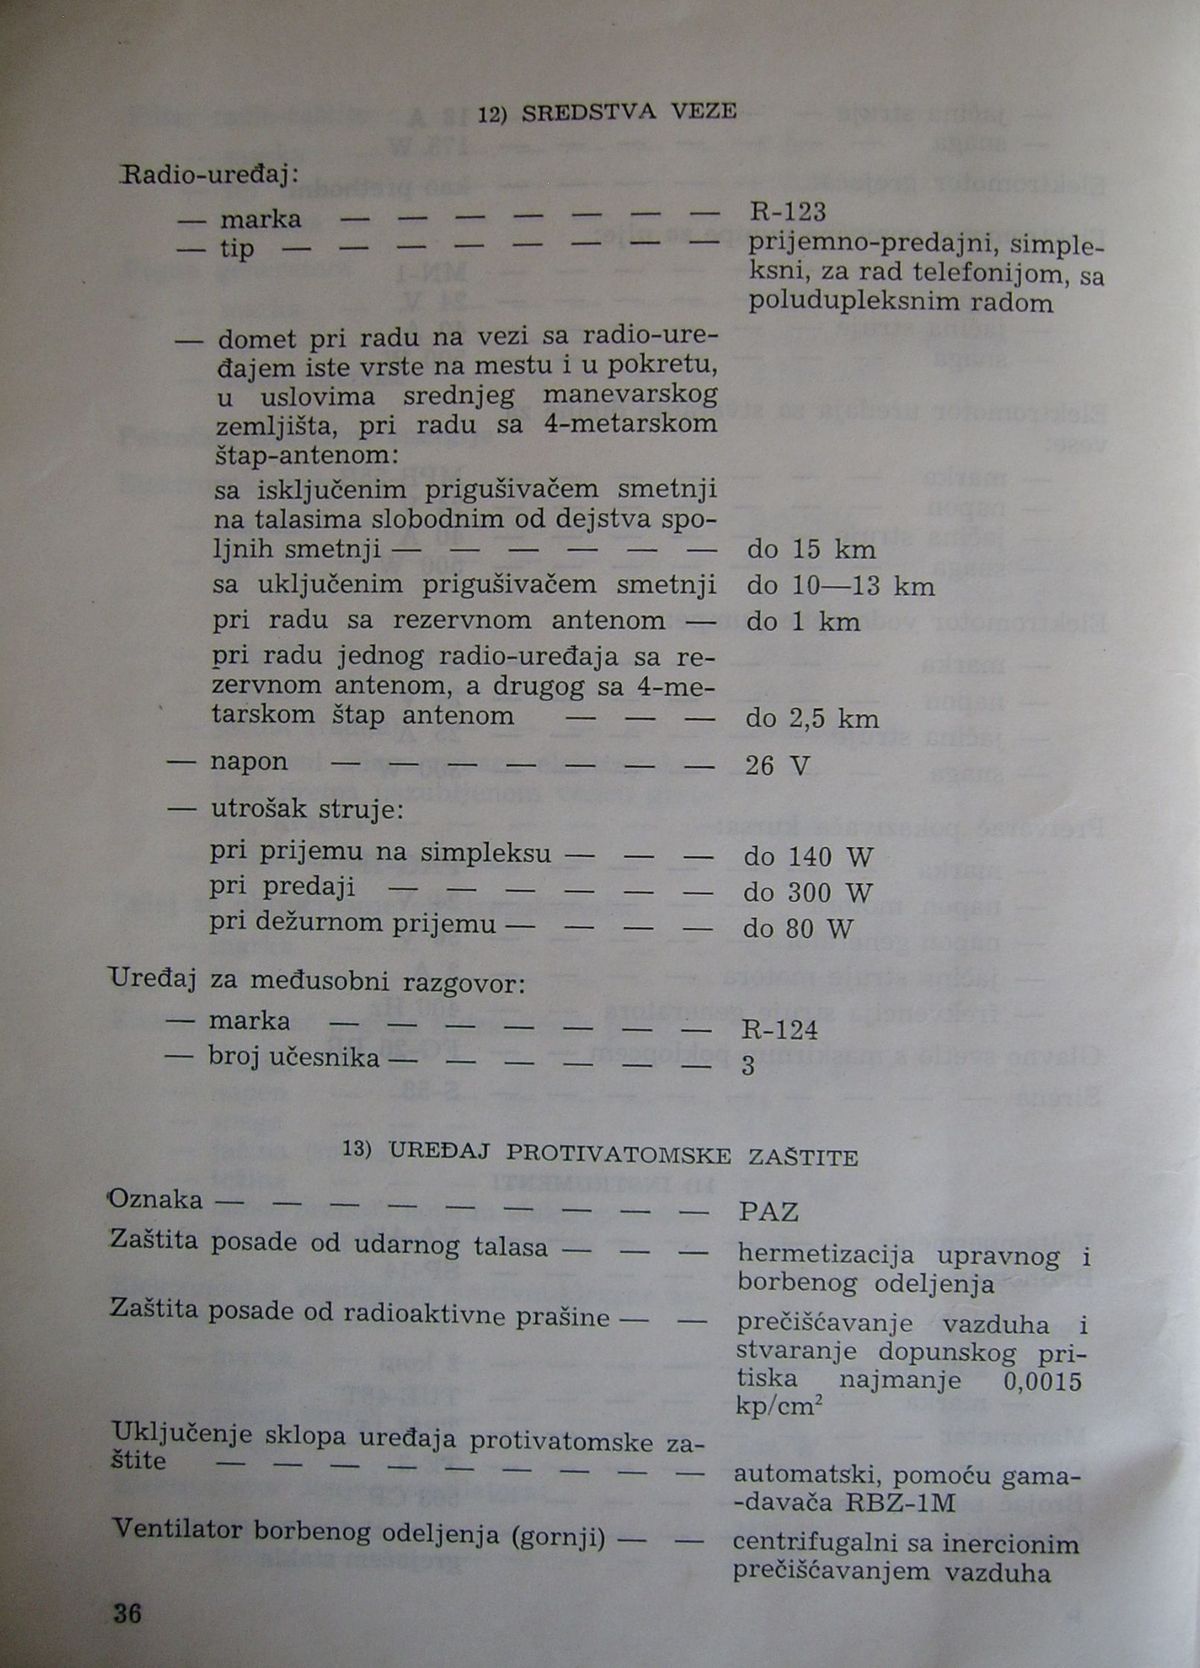 12) SREDSTVA VEZE
Radio-uređaj:
— marka — — — — — — — R-123
— tip — — — — — — — — prijemno-predajni, simple-
ksni, za rad telefonijom, sa
poludupleksnim radom
— domet pri radu na vezi sa radio-ure-
đajem iste vrste na mestu i u pokretu,
u uslovima srednjeg manevarskog
zemljišta, pri radu sa 4-metarskom
štap-antenom:
sa isključenim prigušivačem smetnji
na talasima slobodnim od dejstva spo-
ljnih smetnji — — — — — — do 15 km
sa uključenim prigušivačem smetnji do 10—13 km
pri radu sa rezervnom antenom — do 1 km
pri radu jednog radio-uređaja sa re-
zervnom antenom, a drugog sa 4-me-
tarskom štap antenom — — — do 2,5 km
— napon — — — — — — — 26 V
— utrošak struje:
pri prijemu na simpleksu — — — do 140 W
pri predaji — — — — — — do 300 W
pri dežurnom prijemu — — — — do 80 W
Uređaj za međusobni razgovor:
— marka — — — — — — — R-124
— broj učesnika — — — — — — 3
13) UREĐAJ PROTIVATOMSKE ZAŠTITE
Oznaka — — — — — — — — — PAZ
Zaštita posade od udarnog talasa — — — hermetizacija upravnog i
borbenog odeljenja
Zaštita posade od radioaktivne prašine — — prečišćavanje vazduha i
stvaranje dopunskog pri-
tiska najmanje 0,0015
kp/cm²
Uključenje sklopa uređaja protivatomske za-
štite — — — — — — — — — automatski, pomoću gama-
-davača RBZ-1M
Ventilator borbenog odeljenja (gornji) — — centrifugalni sa inercionim
prečišćavanjem vazduha
36